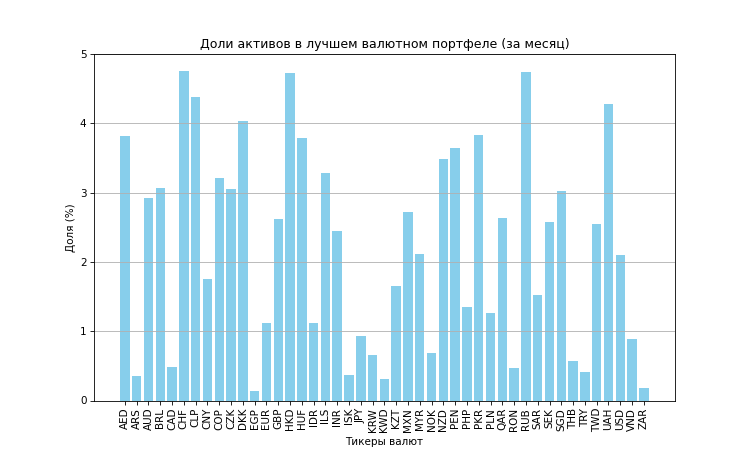 Доли активов в лучшем валютном портфеле (за месяц)
Доля (%)
5
4
3
2
1
0
AED ARS AUD BRL CAD CHF CLP CNY COP CZK DKK EGP EUR GBP HKD HUF IDR ILS INR ISK JPY KRW KWD KZT MXN MYR NOK NZD PEN PHP PKR PLN QAR RON RUB SAR SEK SGD THB TRY TWD UAH USD VND ZAR
Тикеры валют